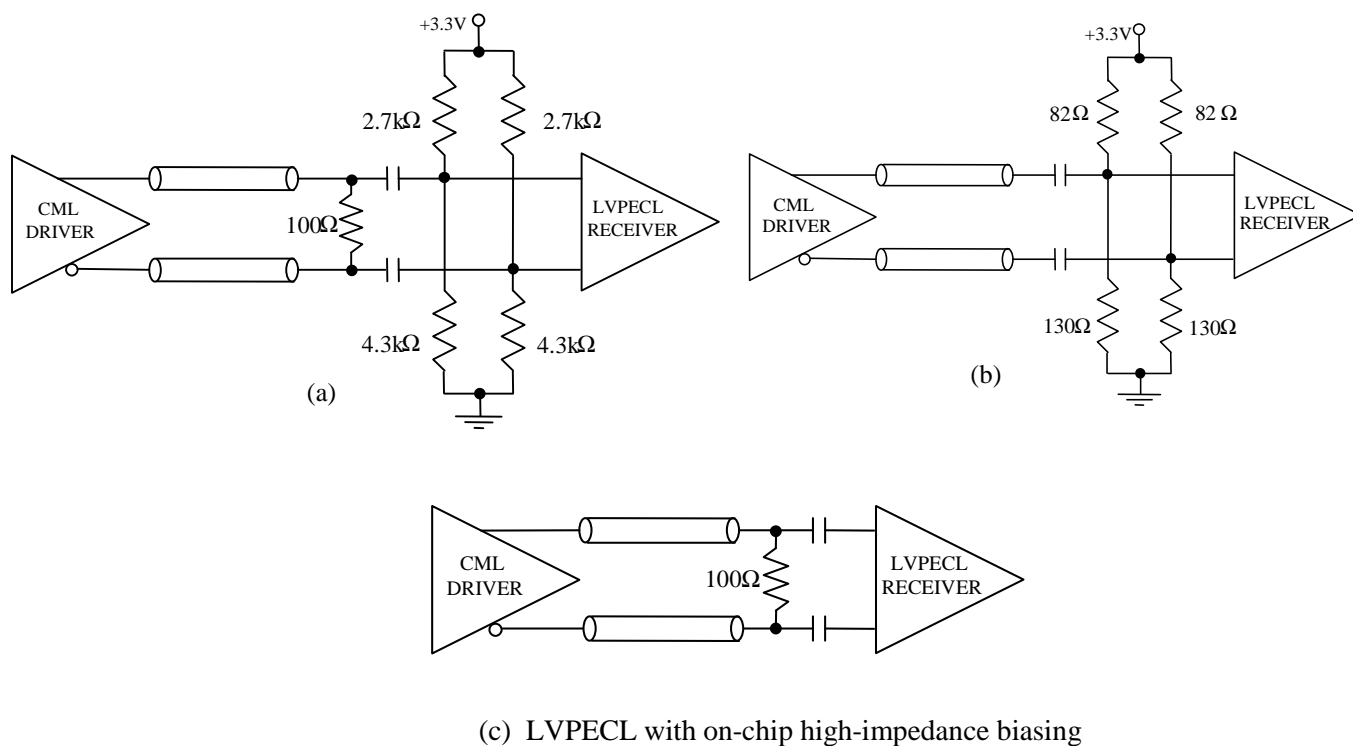 +3.3V
2.7kΩ
2.7kΩ
CML
DRIVER
100Ω
LVPECL
RECEIVER
4.3kΩ
4.3kΩ
(a)
+3.3V
82Ω
82 Ω
CML
DRIVER
LVPECL
RECEIVER
130Ω
130Ω
(b)
CML
DRIVER
100Ω
LVPECL
RECEIVER
(c) LVPECL with on-chip high-impedance biasing